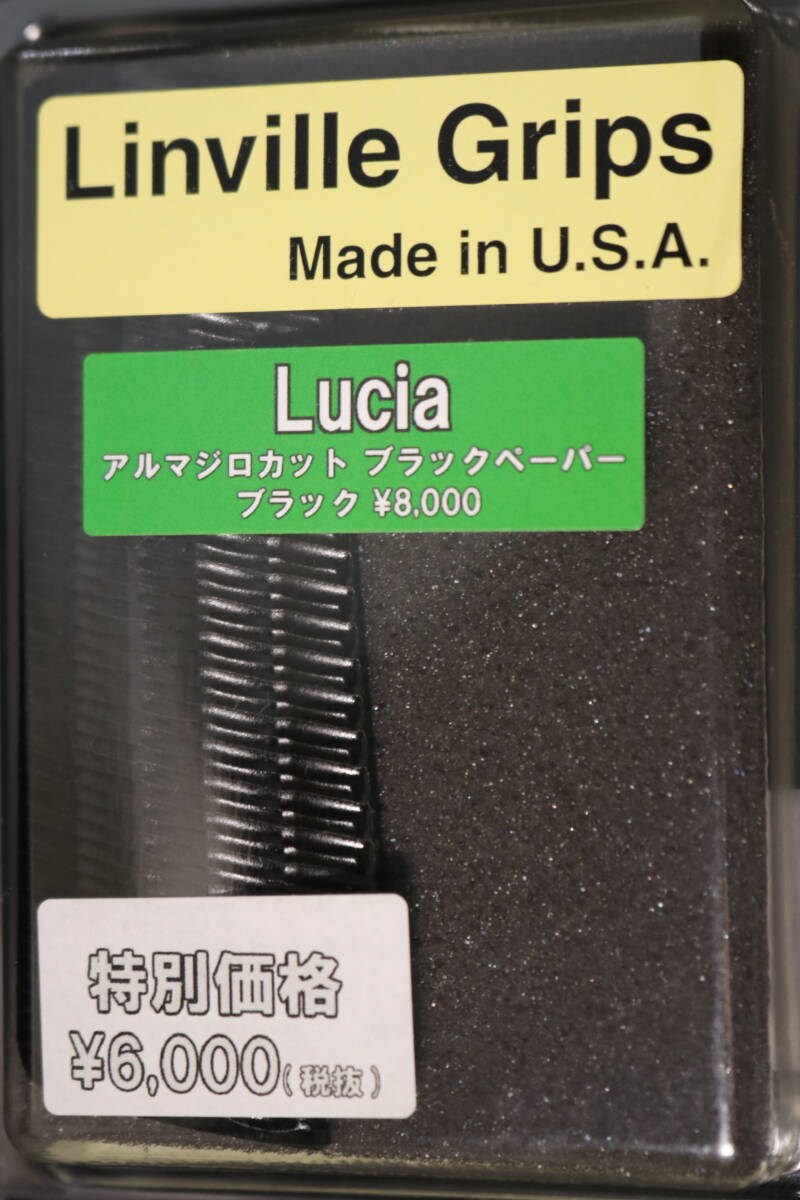 Linville Grips
Made in U.S.A.
Lucia
アルマジロカット ブラックペーパー
ブラック ¥8,000
特別価格
¥6,000(税抜)